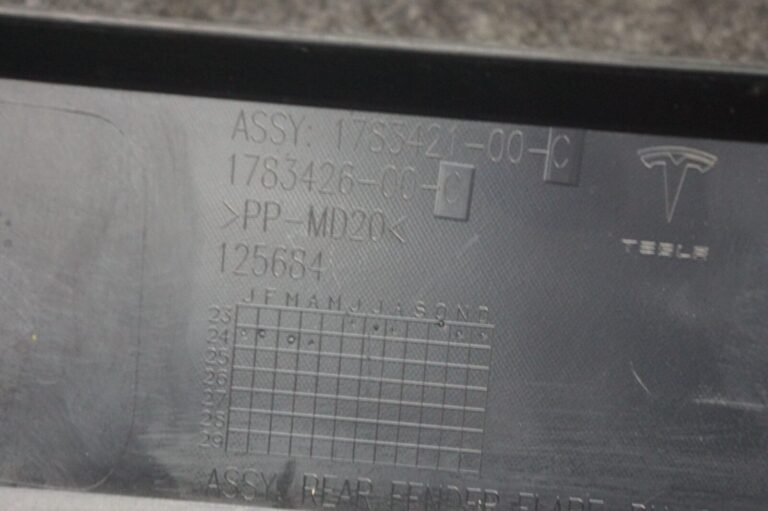 ASSY: 1783421-00-C
1783426-00-C
>PP-MD20<
125684
TESLA
J F M A M J J A S O N D
23
24
25
26
27
28
29
ASSY, REAR FENDER FLARE,